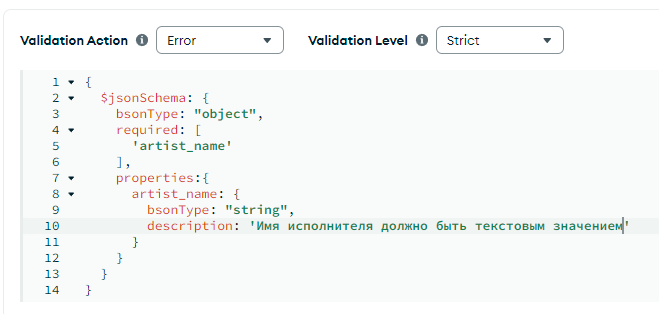 Validation Action Error Validation Level Strict
1 {
2 $jsonSchema: {
3 bsonType: "object",
4 required: [
5 'artist_name'
6 ],
7 properties:{
8 artist_name: {
9 bsonType: "string",
10 description: 'Имя исполнителя должно быть текстовым значением'
11 }
12 }
13 }
14 }